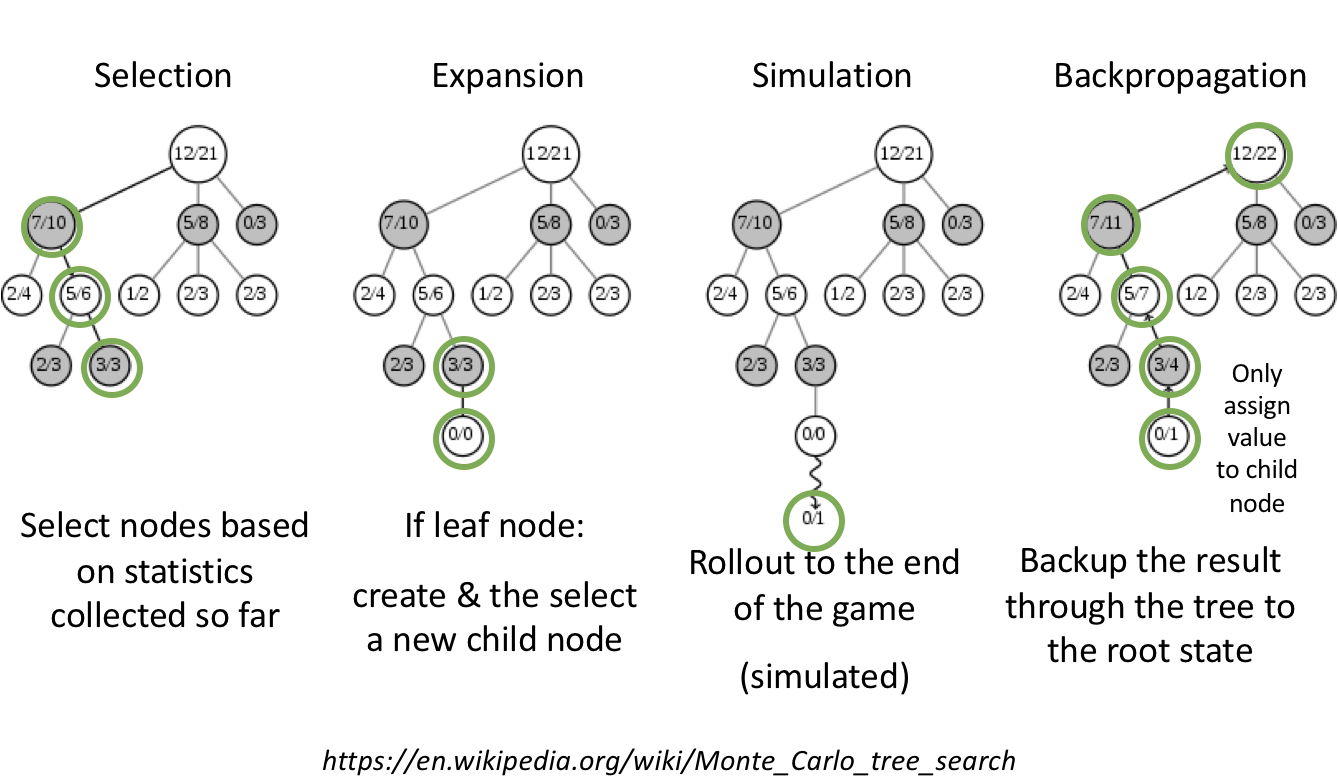 Selection
Expansion
Simulation
Backpropagation
12/21
7/10
5/8
0/3
2/4
5/6
1/2
2/3
2/3
2/3
3/3
Select nodes based
on statistics
collected so far
12/21
7/10
5/8
0/3
2/4
5/6
1/2
2/3
2/3
2/3
3/3
0/0
If leaf node:
create & the select
a new child node
12/21
7/10
5/8
0/3
2/4
5/6
1/2
2/3
2/3
2/3
3/3
0/0
0/1
Rollout to the end
of the game
(simulated)
12/22
7/11
5/8
0/3
2/4
5/7
1/2
2/3
2/3
2/3
3/4
0/1
Only
assign
value
to child
node
Backup the result
through the tree to
the root state
https://en.wikipedia.org/wiki/Monte_Carlo_tree_search